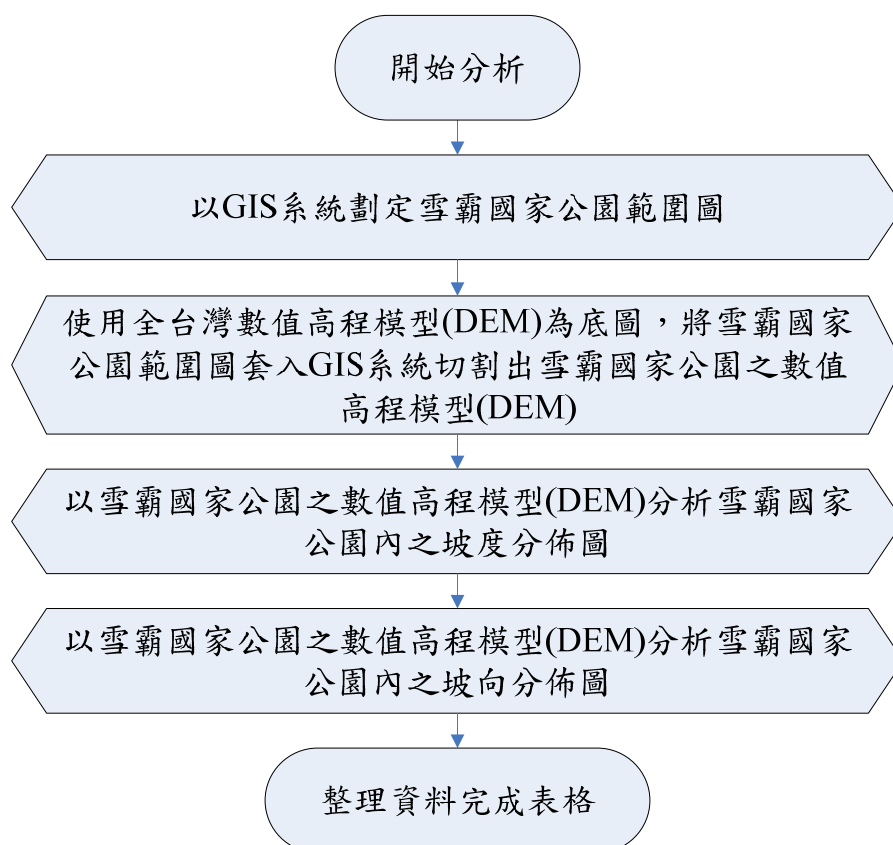 開始分析
以GIS系統劃定雪霸國家公園範圍圖
使用全台灣數值高程模型(DEM)為底圖，將雪霸國家
公園範圍圖套入GIS系統切割出雪霸國家公園之數值
高程模型(DEM)
以雪霸國家公園之數值高程模型(DEM)分析雪霸國家
公園內之坡度分佈圖
以雪霸國家公園之數值高程模型(DEM)分析雪霸國家
公園內之坡向分佈圖
整理資料完成表格